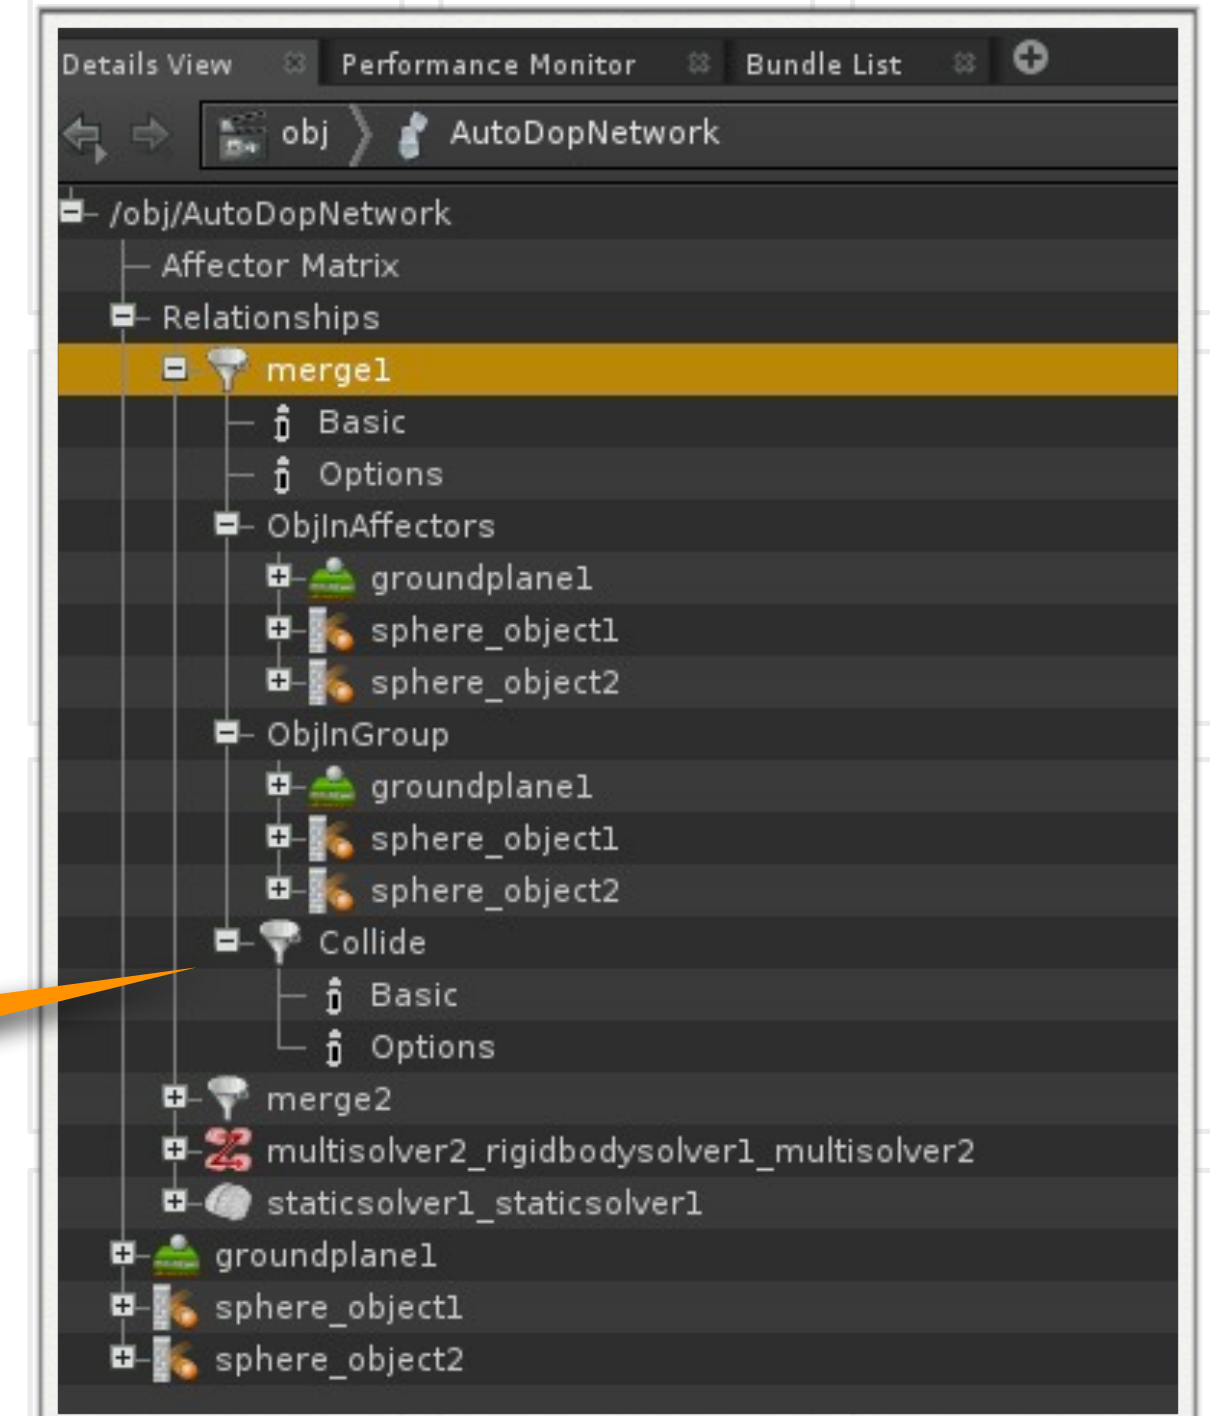 Details View Performance Monitor Bundle List
obj AutoDopNetwork
/obj/AutoDopNetwork
Affector Matrix
Relationships
merge1
Basic
Options
ObjInAffectors
groundplane1
sphere_object1
sphere_object2
ObjInGroup
groundplane1
sphere_object1
sphere_object2
Collide
Basic
Options
merge2
multisolver2_rigidbodysolver1_multisolver2
staticsolver1_staticsolver1
groundplane1
sphere_object1
sphere_object2